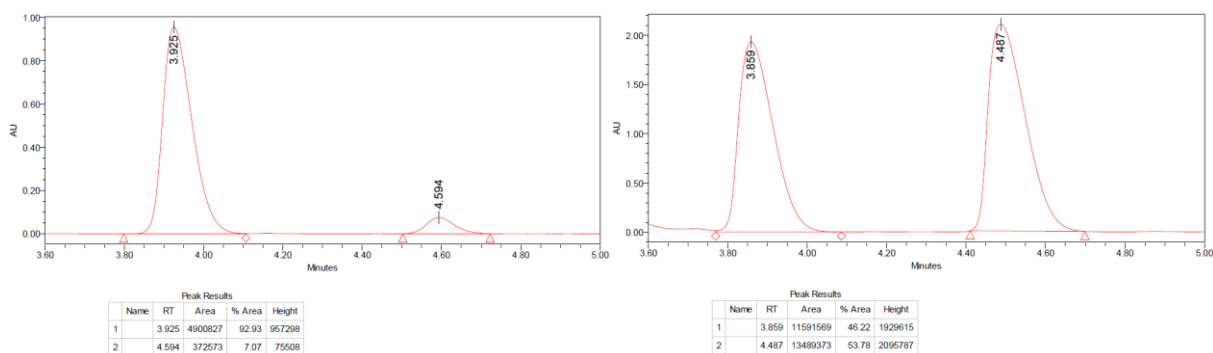 1.00
0.80
0.60
0.40
0.20
0.00
AU
3.925
4.594
3.60 3.80 4.00 4.20 4.40 4.60 4.80 5.00
Minutes
Peak Results
Name RT Area % Area Height
1 3.925 4900827 92.93 957298
2 4.594 372573 7.07 75508
2.00
1.50
1.00
0.50
0.00
AU
3.859
4.487
3.60 3.80 4.00 4.20 4.40 4.60 4.80 5.00
Minutes
Peak Results
Name RT Area % Area Height
1 3.859 11591569 46.22 1929615
2 4.487 13489373 53.78 2095787